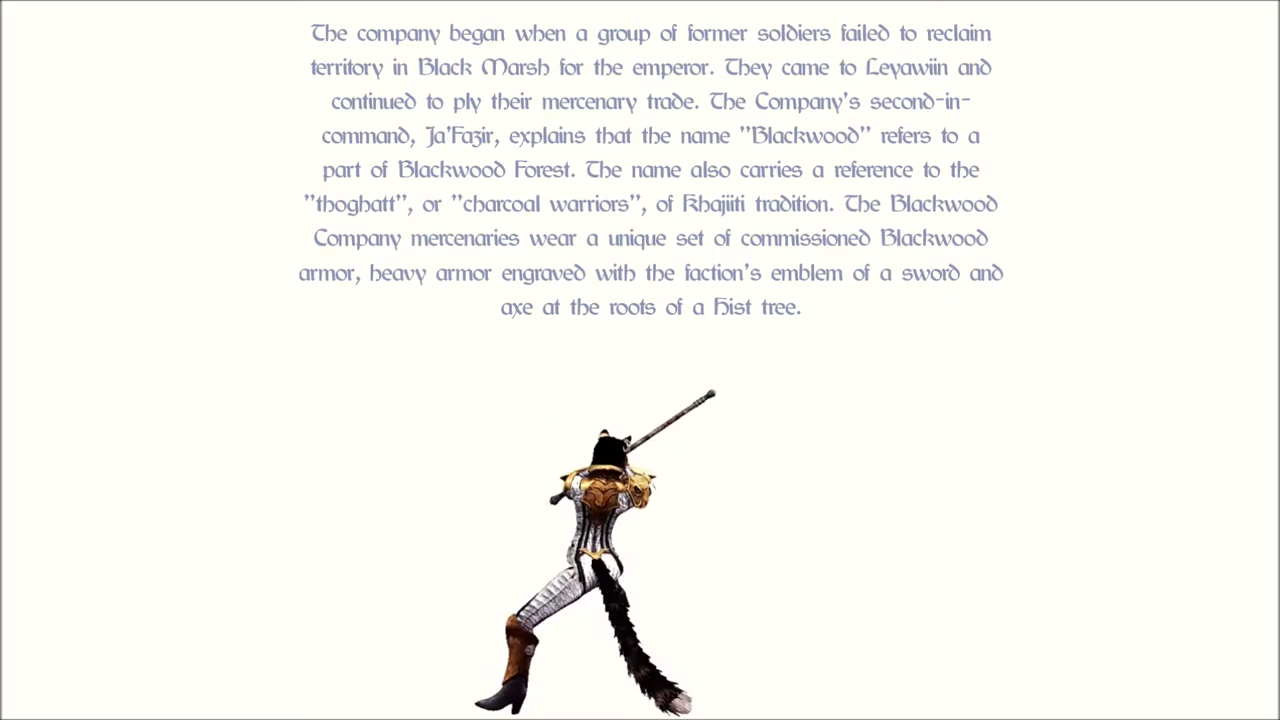 The company began when a group of former soldiers failed to reclaim
territory in Black Marsh for the emperor. They came to Leyawiin and
continued to ply their mercenary trade. The Company's second-in-
command, Ja'Fazir, explains that the name "Blackwood" refers to a
part of Blackwood Forest. The name also carries a reference to the
"thoghatt", or "charcoal warriors", of Khajiiti tradition. The Blackwood
Company mercenaries wear a unique set of commissioned Blackwood
armor, heavy armor engraved with the faction's emblem of a sword and
axe at the roots of a Hist tree.